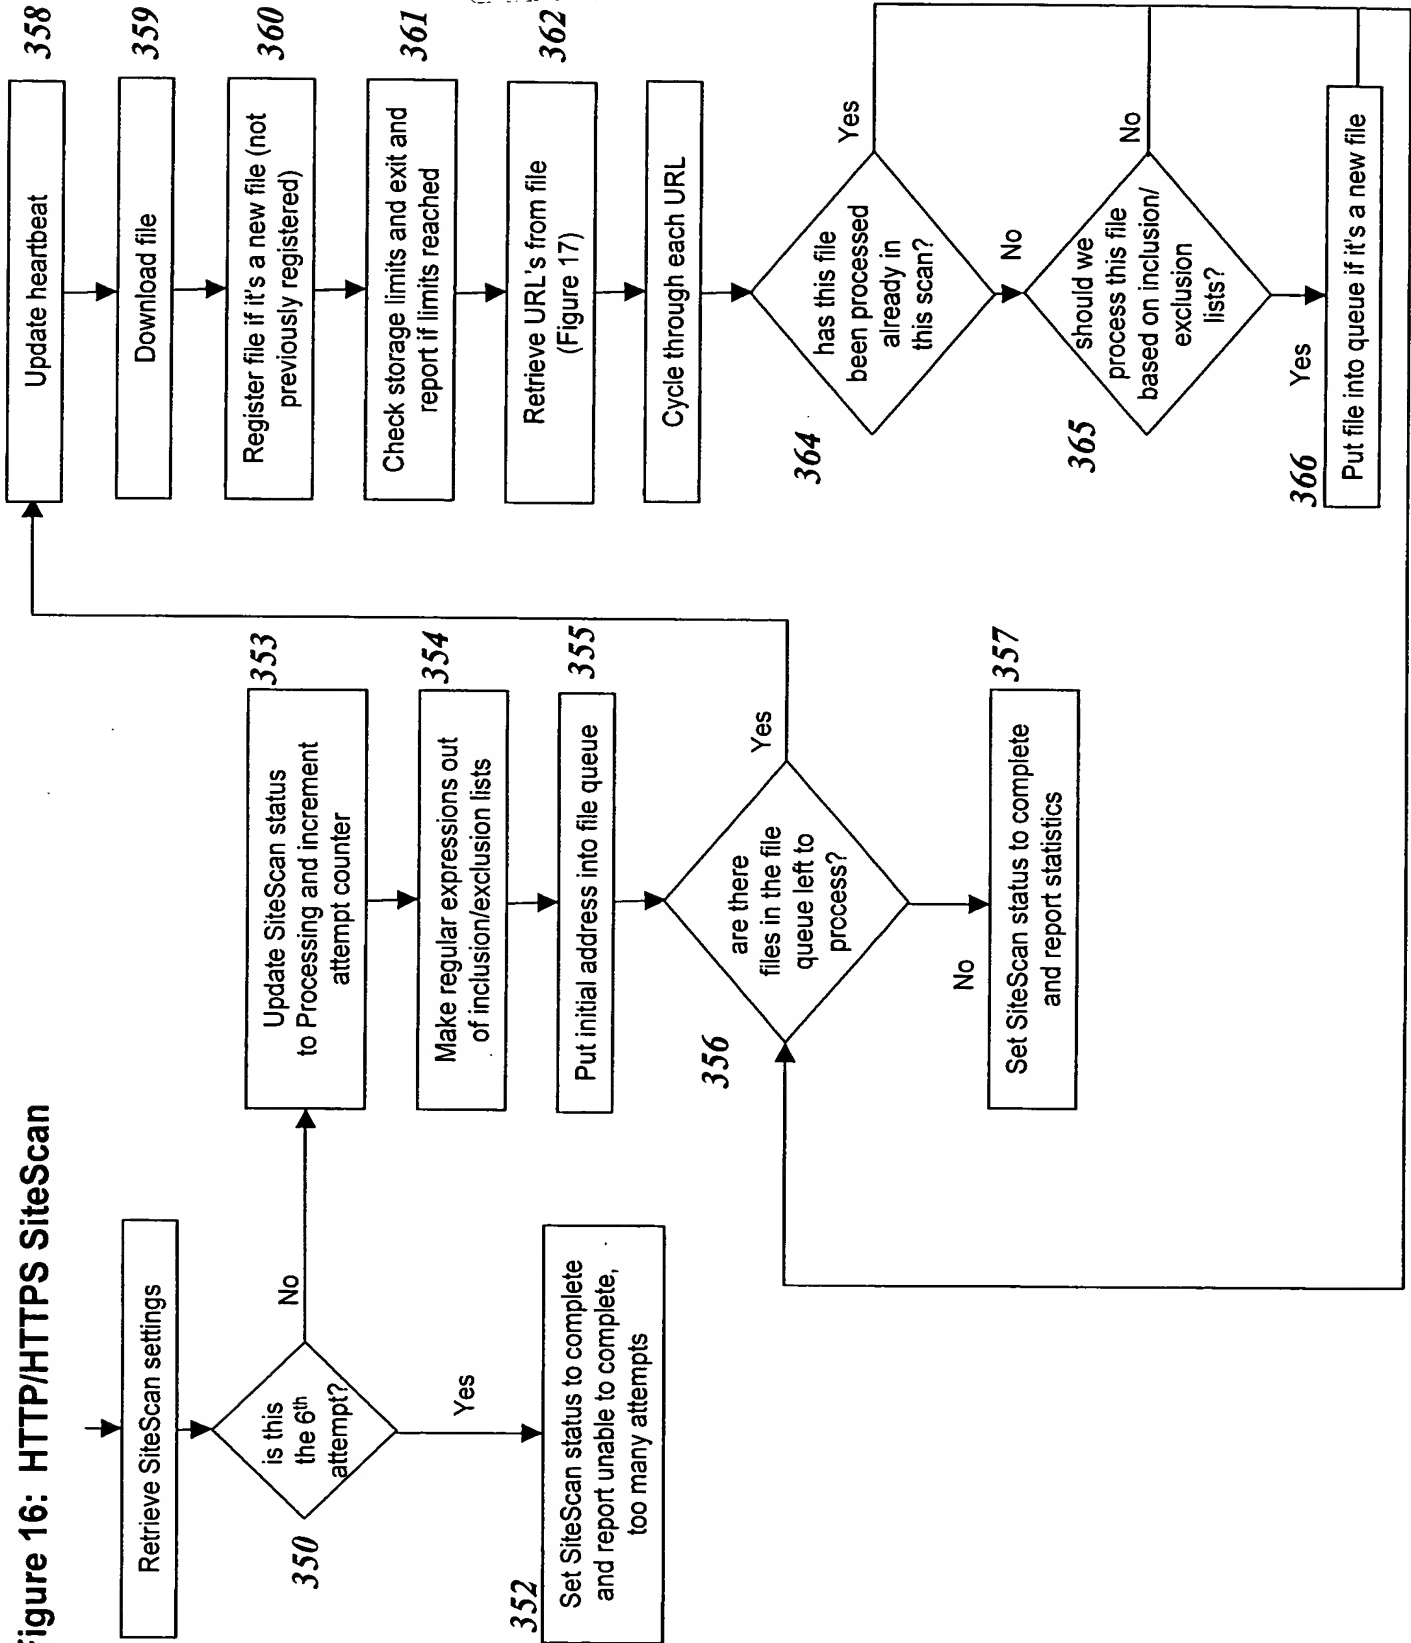 igure 16: HTTP/HTTPS SiteScan
Retrieve SiteScan settings
350
is this
the 6th
attempt?
No
Yes
352
Set SiteScan status to complete
and report unable to complete,
too many attempts
353
Update SiteScan status
to Processing and increment
attempt counter
354
Make regular expressions out
of inclusion/exclusion lists
355
Put initial address into file queue
356
are there
files in the file
queue left to
process?
Yes
No
357
Set SiteScan status to complete
and report statistics
358
Update heartbeat
359
Download file
360
Register file if it's a new file (not
previously registered)
361
Check storage limits and exit and
report if limits reached
362
Retrieve URL's from file
(Figure 17)
Cycle through each URL
364
has this file
been processed
already in
this scan?
Yes
No
365
should we
process this file
based on inclusion/
exclusion
lists?
No
Yes
366
Put file into queue if it's a new file